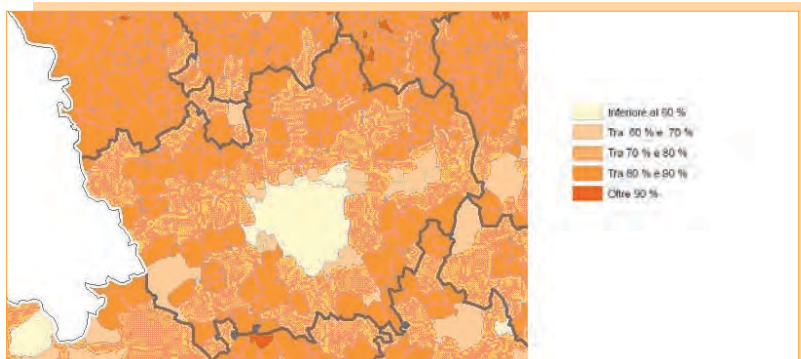 Inferiore al 60 %
Tra 60 % e 70 %
Tra 70 % e 80 %
Tra 80 % e 90 %
Oltre 90 %